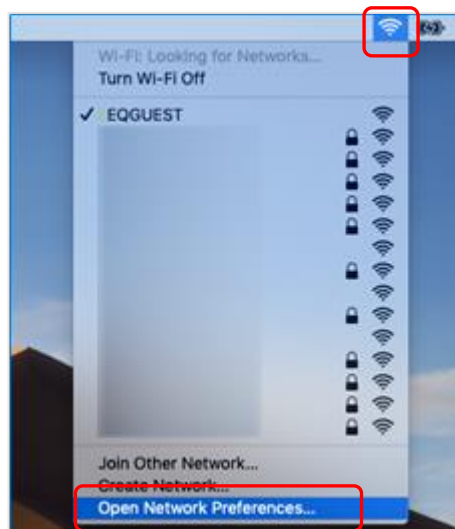 Wi-Fi: Looking for Networks...
Turn Wi-Fi Off
EQGUEST
Join Other Network...
Create Network...
Open Network Preferences...